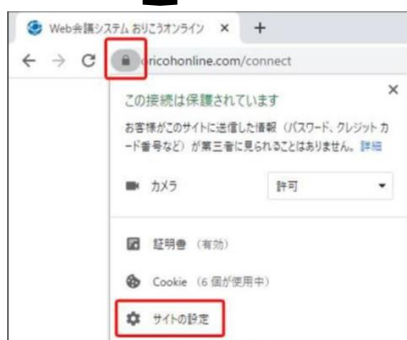 Web会議システム おりこうオンライン
oricohonline.com/connect
この接続は保護されています
お客様がこのサイトに送信した情報（パスワード、クレジット カ
ード番号など）が第三者に見られることはありません。 詳細
カメラ 許可
証明書 （有効）
Cookie （6 個が使用中）
サイトの設定